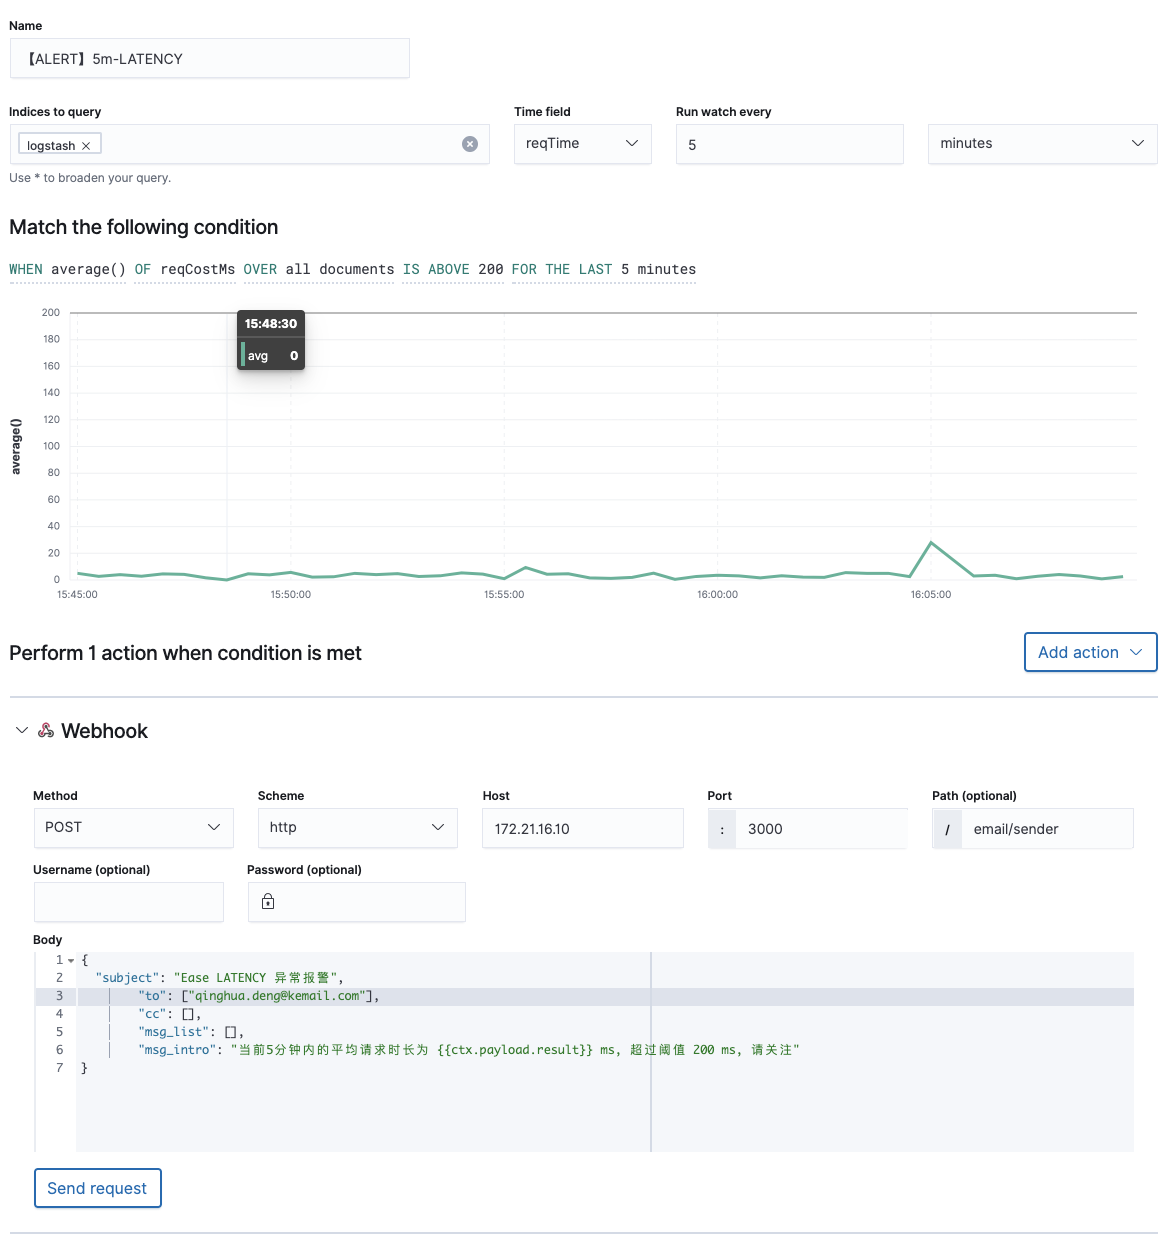 Name
【ALERT】5m-LATENCY
Indices to query
Time field
Run watch every
logstash
reqTime
5
minutes
Use * to broaden your query.
Match the following condition
WHEN average() OF reqCostMs OVER all documents IS ABOVE 200 FOR THE LAST 5 minutes
200
180
160
140
120
100
80
60
40
20
0
average()
15:48:30
avg 0
15:45:00
15:50:00
15:55:00
16:00:00
16:05:00
Perform 1 action when condition is met
Add action
Webhook
Method
Scheme
Host
Port
Path (optional)
POST
http
172.21.16.10
: 3000
/ email/sender
Username (optional)
Password (optional)
Body
1 {
2 "subject": "Ease LATENCY 异常报警",
3 "to": ["qinghua.deng@kemail.com"],
4 "cc": [],
5 "msg_list": [],
6 "msg_intro": "当前5分钟内的平均请求时长为 {{ctx.payload.result}} ms, 超过阈值 200 ms, 请关注"
7 }
Send request